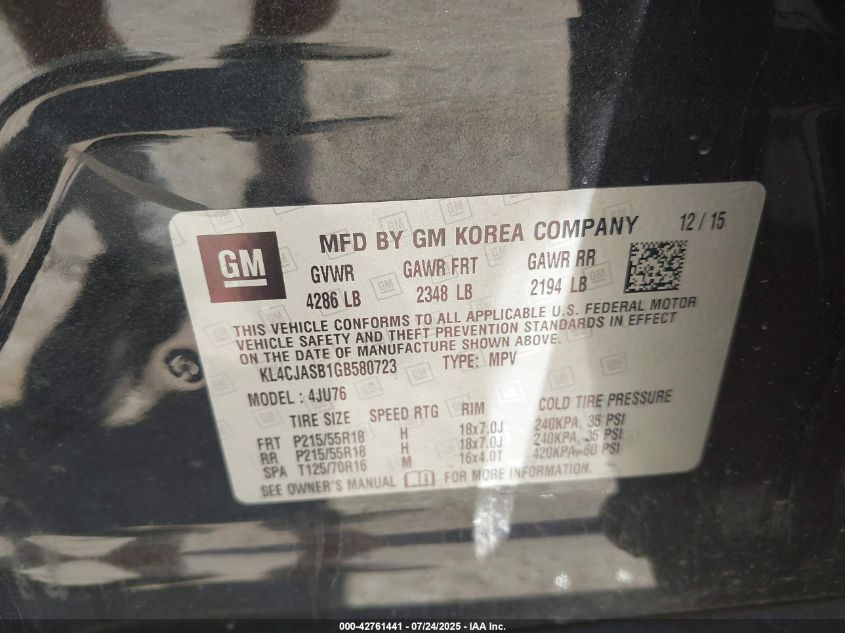 GM
MFD BY GM KOREA COMPANY 12 / 15
GVWR GAWR FRT GAWR RR
4286 LB 2348 LB 2194 LB
THIS VEHICLE CONFORMS TO ALL APPLICABLE U.S. FEDERAL MOTOR
VEHICLE SAFETY AND THEFT PREVENTION STANDARDS IN EFFECT
ON THE DATE OF MANUFACTURE SHOWN ABOVE.
KL4CJASB1GB580723 TYPE: MPV
MODEL : 4JU76
TIRE SIZE SPEED RTG RIM COLD TIRE PRESSURE
FRT P215/55R18 H 18x7.0J 240KPA, 35 PSI
RR P215/55R18 H 18x7.0J 240KPA, 35 PSI
SPA T125/70R16 M 16x4.0T 420KPA, 60 PSI
SEE OWNER'S MANUAL FOR MORE INFORMATION.
000-42761441 - 07/24/2025 - IAA Inc.